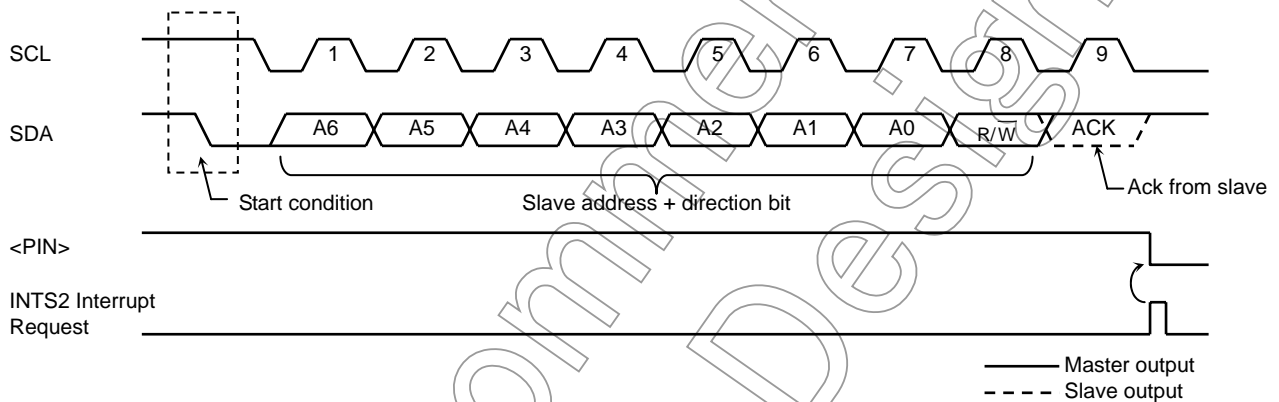 SCL
1 2 3 4 5 6 7 8 9
SDA
A6 A5 A4 A3 A2 A1 A0 R/W̅ ACK
Start condition
Slave address + direction bit
Ack from slave
<PIN>
INTS2 Interrupt
Request
Master output
Slave output